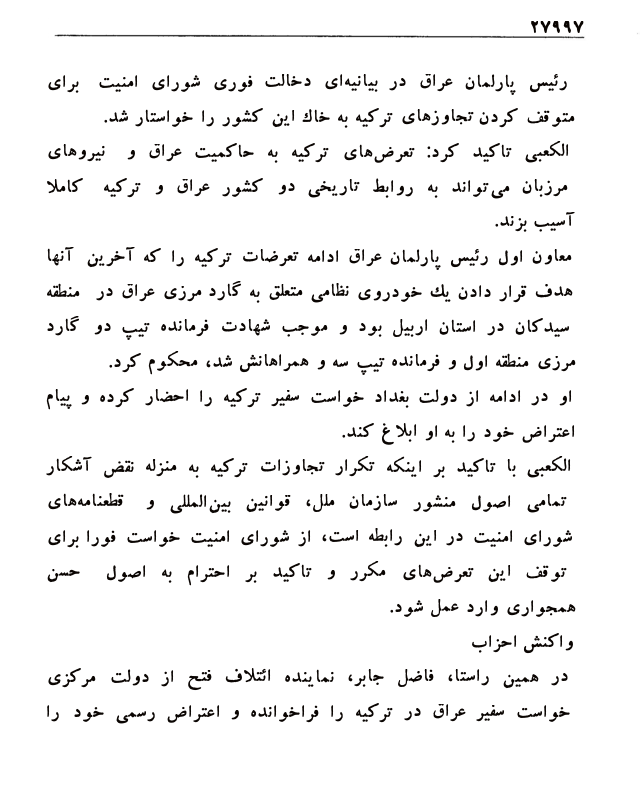 ۲۷۹۹۷
رئیس پارلمان عراق در بیانیه‌ای دخالت فوری شورای امنیت برای
متوقف کردن تجاوزهای ترکیه به خاك این کشور را خواستار شد.
الکعبی تاکید کرد: تعرض‌های ترکیه به حاکمیت عراق و نیروهای
مرزبان می‌تواند به روابط تاریخی دو کشور عراق و ترکیه کاملا
آسیب بزند.
معاون اول رئیس پارلمان عراق ادامه تعرضات ترکیه را که آخرین آنها
هدف قرار دادن یك خودروی نظامی متعلق به گارد مرزی عراق در منطقه
سیدکان در استان اربیل بود و موجب شهادت فرمانده تیپ دو گارد
مرزی منطقه اول و فرمانده تیپ سه و همراهانش شد، محکوم کرد.
او در ادامه از دولت بغداد خواست سفیر ترکیه را احضار کرده و پیام
اعتراض خود را به او ابلاغ کند.
الکعبی با تاکید بر اینکه تکرار تجاوزات ترکیه به منزله نقض آشکار
تمامی اصول منشور سازمان ملل، قوانین بین‌المللی و قطعنامه‌های
شورای امنیت در این رابطه است، از شورای امنیت خواست فورا برای
توقف این تعرض‌های مکرر و تاکید بر احترام به اصول حسن
همجواری وارد عمل شود.
واکنش احزاب
در همین راستا، فاضل جابر، نماینده ائتلاف فتح از دولت مرکزی
خواست سفیر عراق در ترکیه را فراخوانده و اعتراض رسمی خود را